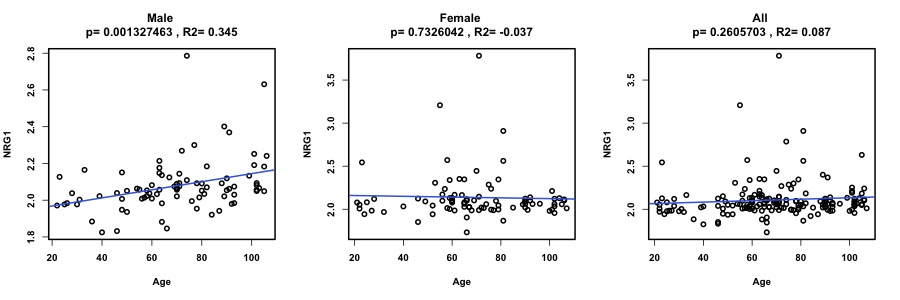 Male
p= 0.001327463 , R2= 0.345
NRG1
2.8
2.6
2.4
2.2
2.0
1.8
20 40 60 80 100
Age
Female
p= 0.7326042 , R2= -0.037
NRG1
3.5
3.0
2.5
2.0
20 40 60 80 100
Age
All
p= 0.2605703 , R2= 0.087
NRG1
3.5
3.0
2.5
2.0
20 40 60 80 100
Age